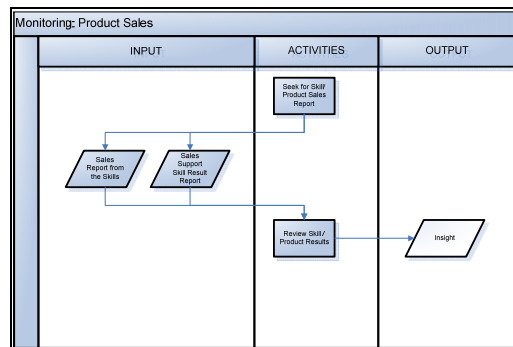 Monitoring: Product Sales
INPUT
ACTIVITIES
OUTPUT
Seek for Skill/
Product Sales
Report
Sales
Report from
the Skills
Sales
Support
Skill Result
Report
Review Skill/
Product Results
Insight